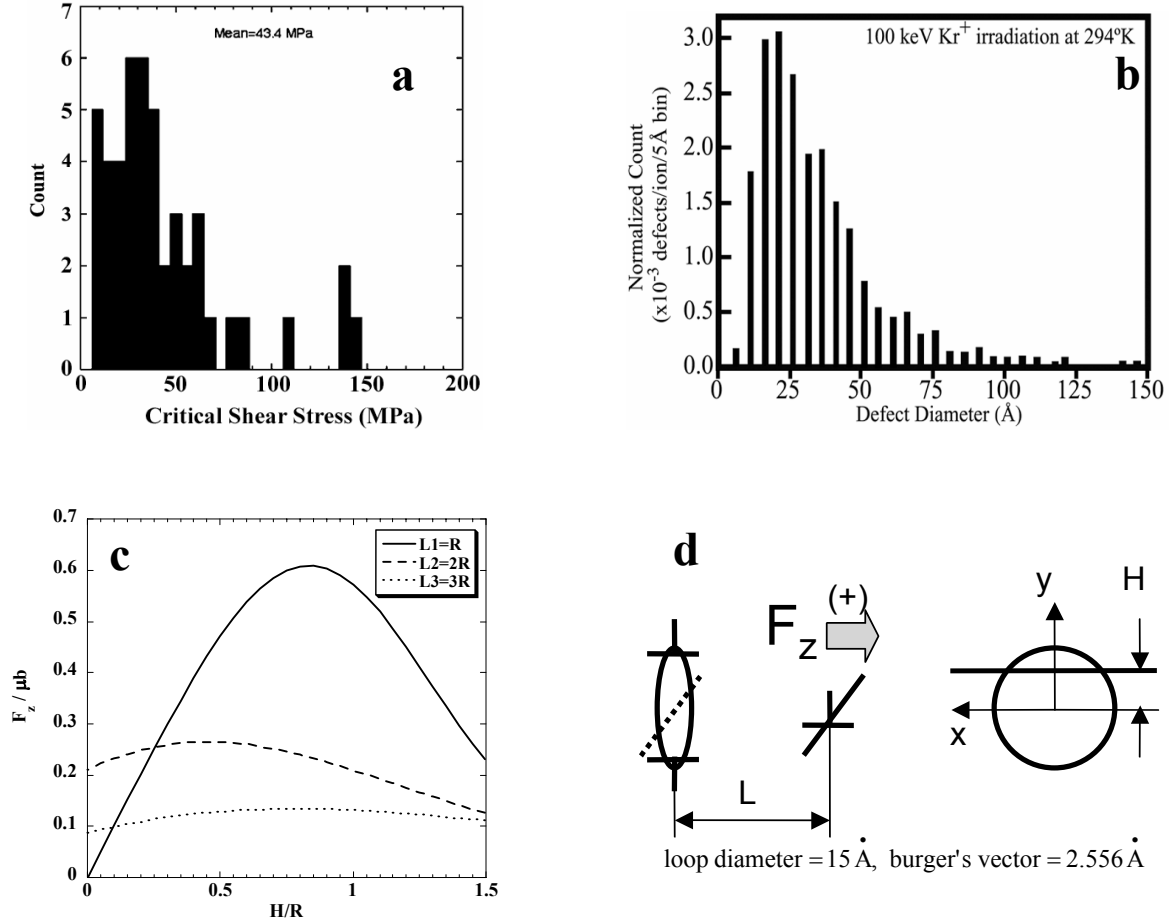 Mean=43.4 MPa
a
Count
7
6
5
4
3
2
1
0
0 50 100 150 200
Critical Shear Stress (MPa)
100 keV Kr+ irradiation at 294ºK
b
Normalized Count
(x10-3 defects/ion/5Å bin)
3.0
2.5
2.0
1.5
1.0
0.5
0.0
0 25 50 75 100 125 150
Defect Diameter (Å)
c
L1=R
L2=2R
L3=3R
Fz / μb
0.7
0.6
0.5
0.4
0.3
0.2
0.1
0
0 0.5 1 1.5
H/R
d
Fz (+)
L
y
H
x
loop diameter = 15 Å, burger's vector = 2.556 Å